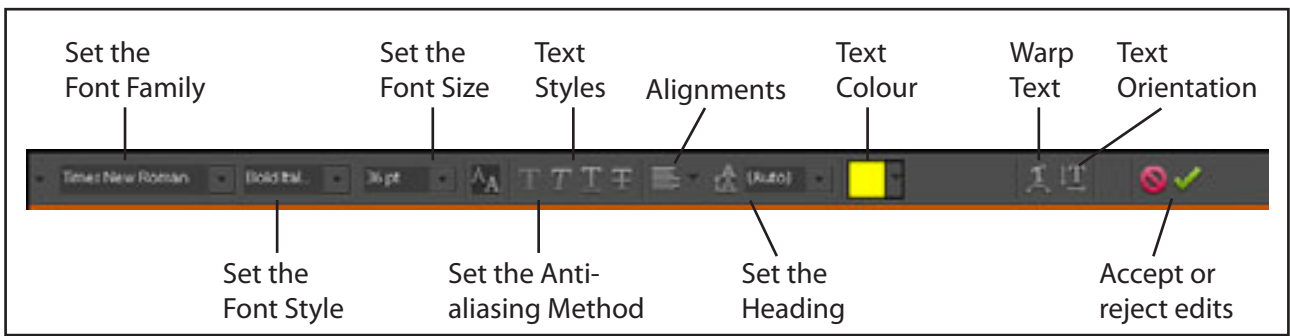 Set the
Font Family
Set the
Font Size
Text
Styles
Alignments
Text
Colour
Warp
Text
Text
Orientation
Times New Roman
Bold Ital..
36 pt
(Auto)
Set the
Font Style
Set the Anti-
aliasing Method
Set the
Heading
Accept or
reject edits